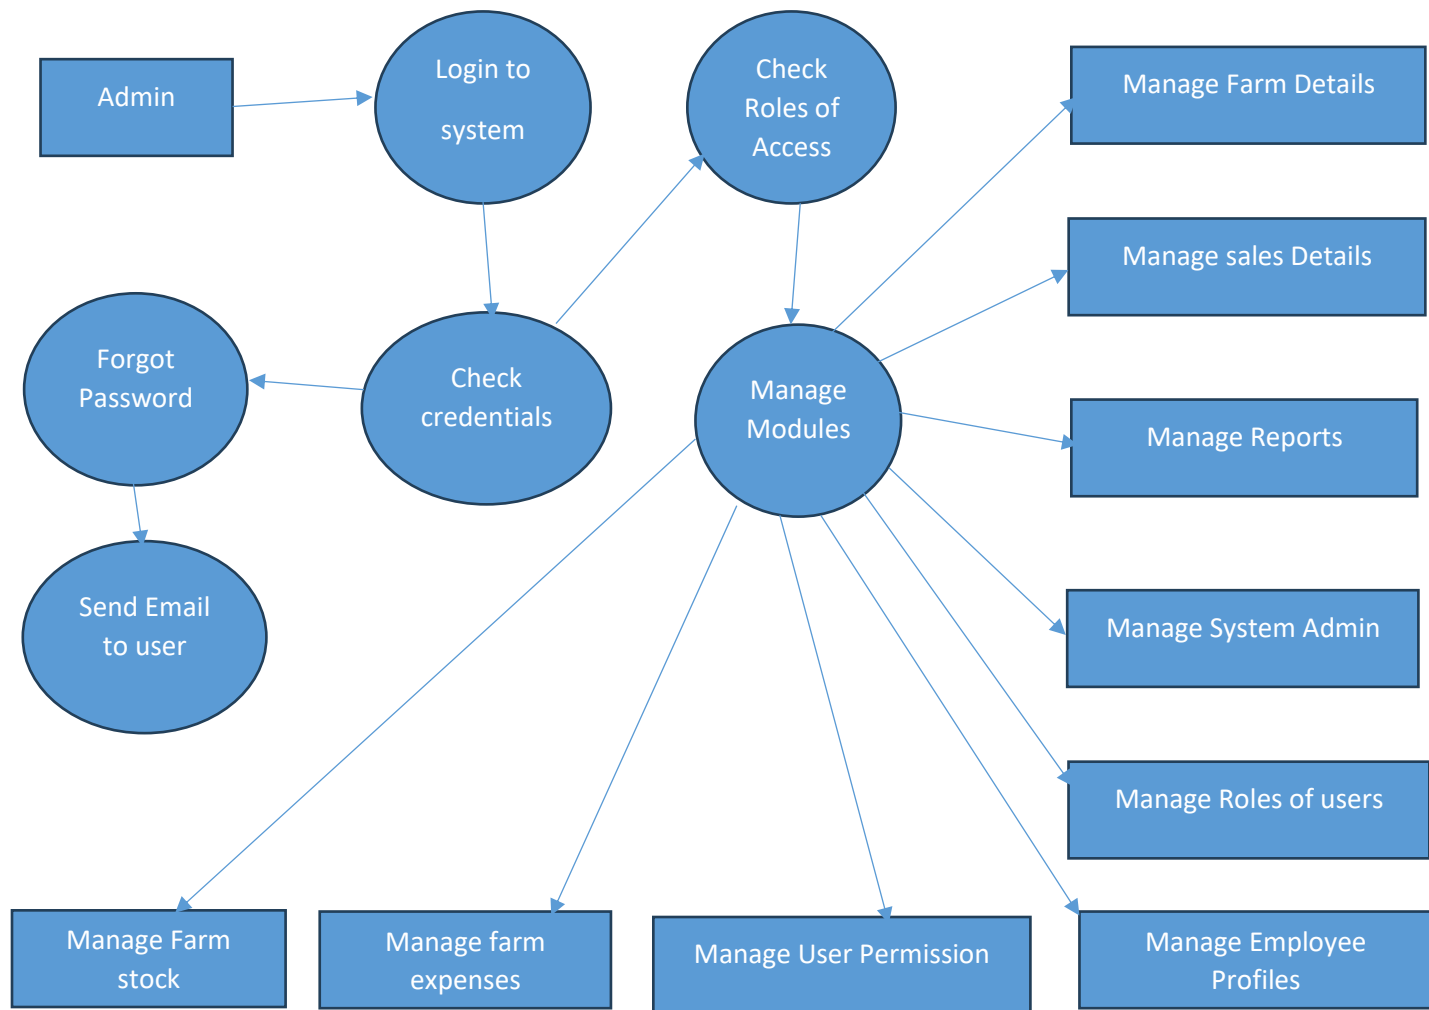 Admin
Login to
system
Check
Roles of
Access
Manage Farm Details
Manage sales Details
Forgot
Password
Check
credentials
Manage
Modules
Manage Reports
Send Email
to user
Manage System Admin
Manage Roles of users
Manage Farm
stock
Manage farm
expenses
Manage User Permission
Manage Employee
Profiles